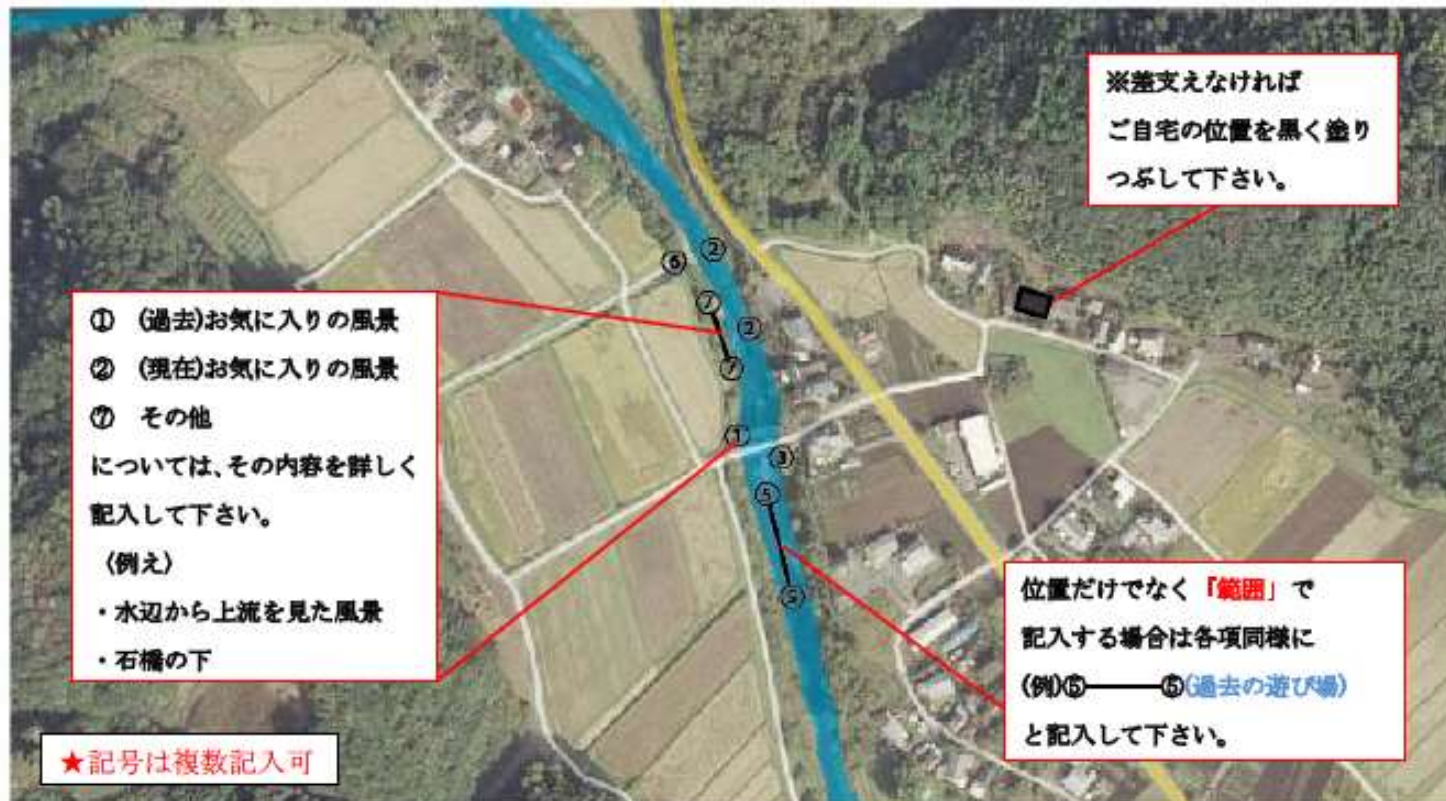 ※差支えなければ
ご自宅の位置を黒く塗り
つぶして下さい。
① (過去)お気に入りの風景
② (現在)お気に入りの風景
⑦ その他
については、その内容を詳しく
記入して下さい。
(例え)
・水辺から上流を見た風景
・石橋の下
⑥
②
⑦
②
⑦
①
③
⑤
⑤
位置だけでなく「範囲」で
記入する場合は各項同様に
(例)⑤―――⑤(過去の遊び場)
と記入して下さい。
★記号は複数記入可